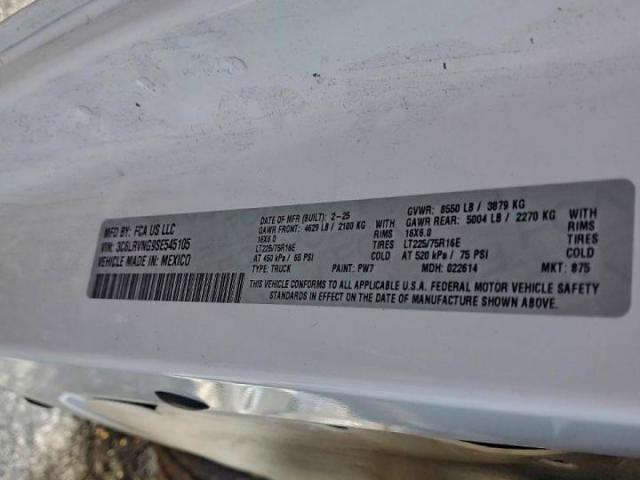 MFD BY: FCA US LLC
VIN: 3C6LRVNG9SE545105
VEHICLE MADE IN: MEXICO
DATE OF MFR (BUILT): 2-25
GAWR FRONT: 4629 LB / 2100 KG
16X6.0 RIMS
LT225/75R16E TIRES
AT 450 kPa / 65 PSI COLD
TYPE: TRUCK PAINT: PW7
GVWR: 8550 LB / 3879 KG
GAWR REAR: 5004 LB / 2270 KG
16X6.0 RIMS
LT225/75R16E TIRES
AT 520 kPa / 75 PSI COLD
MDH: 022614 MKT: 875
THIS VEHICLE CONFORMS TO ALL APPLICABLE U.S.A. FEDERAL MOTOR VEHICLE SAFETY
STANDARDS IN EFFECT ON THE DATE OF MANUFACTURE SHOWN ABOVE.